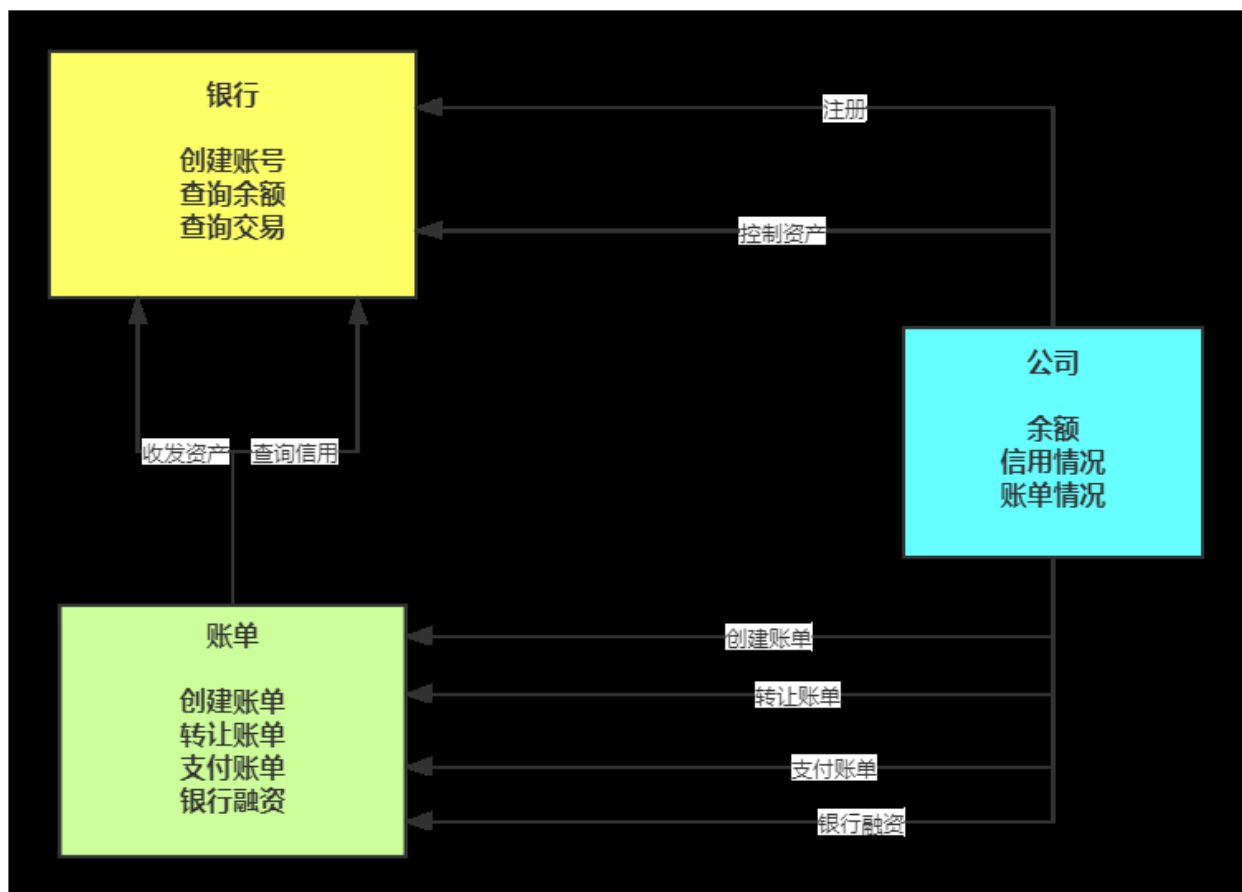 银行
创建账号
查询余额
查询交易
注册
控制资产
公司
余额
信用情况
账单情况
收发资产
查询信用
账单
创建账单
转让账单
支付账单
银行融资
创建账单
转让账单
支付账单
银行融资